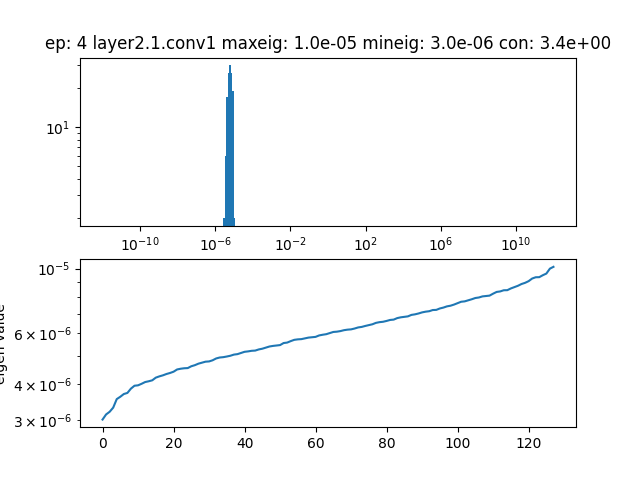 ep: 4 layer2.1.conv1 maxeig: 1.0e-05 mineig: 3.0e-06 con: 3.4e+00
10¹
10⁻¹⁰ 10⁻⁶ 10⁻² 10² 10⁶ 10¹⁰
10⁻⁵
6 × 10⁻⁶
4 × 10⁻⁶
3 × 10⁻⁶
eigen value
0 20 40 60 80 100 120